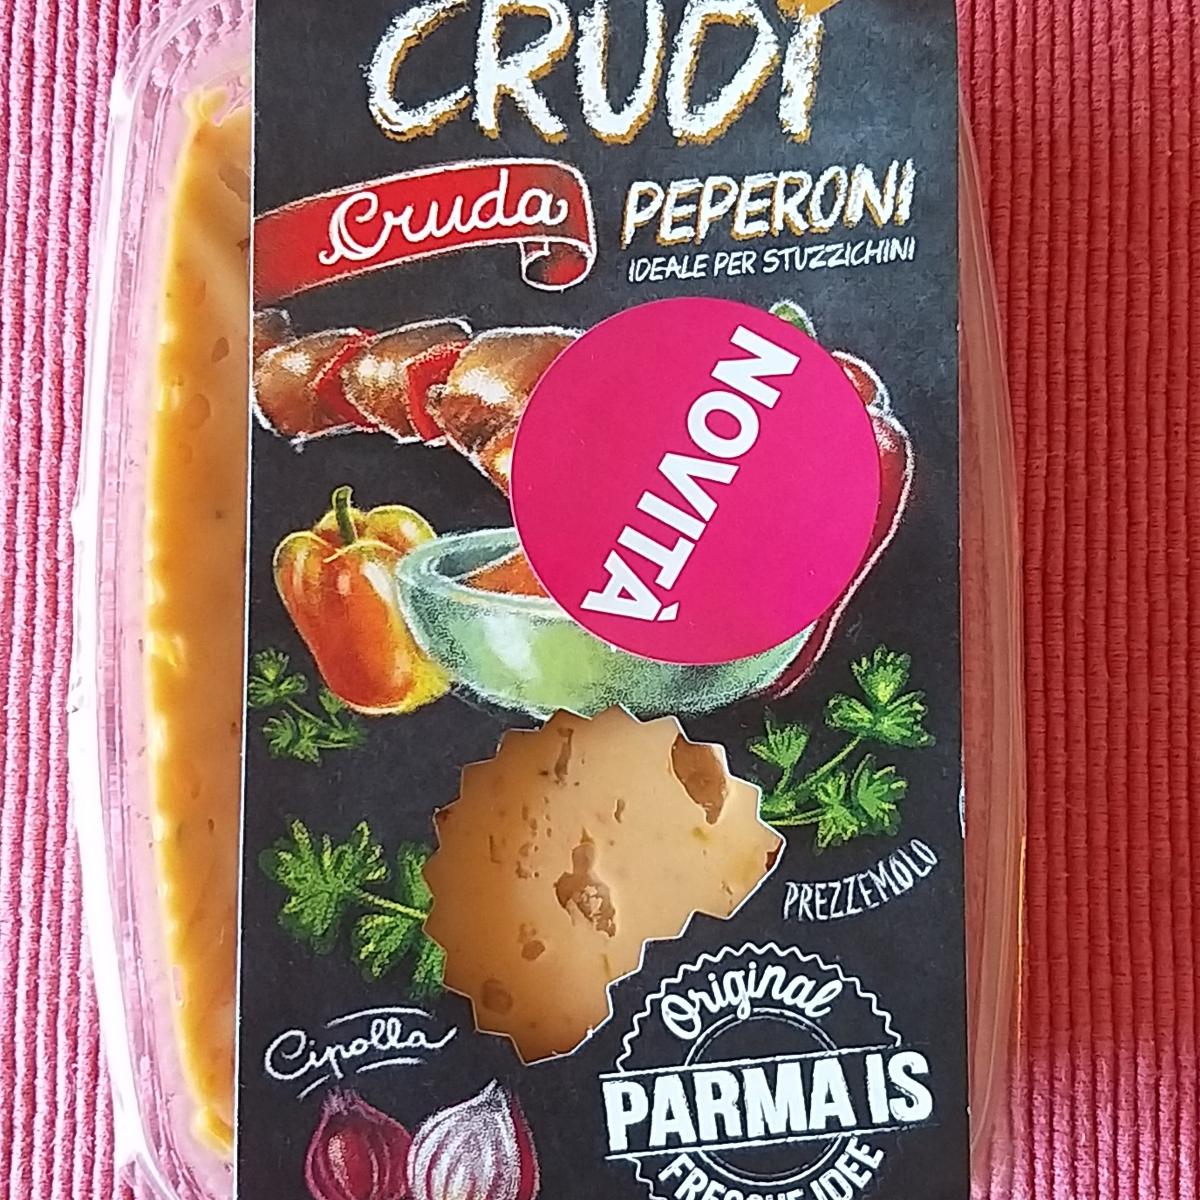 CRUDÌ
Cruda
PEPERONI
IDEALE PER STUZZICHINI
NOVITÀ
PREZZEMOLO
Cipolla
Original
PARMA IS
FRESCHE IDEE